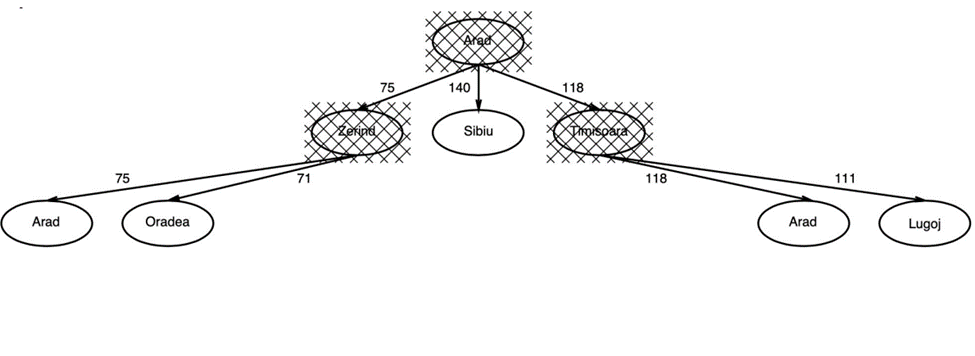 Arad
75 140 118
Zerind Sibiu Timisoara
75 71 118 111
Arad Oradea Arad Lugoj